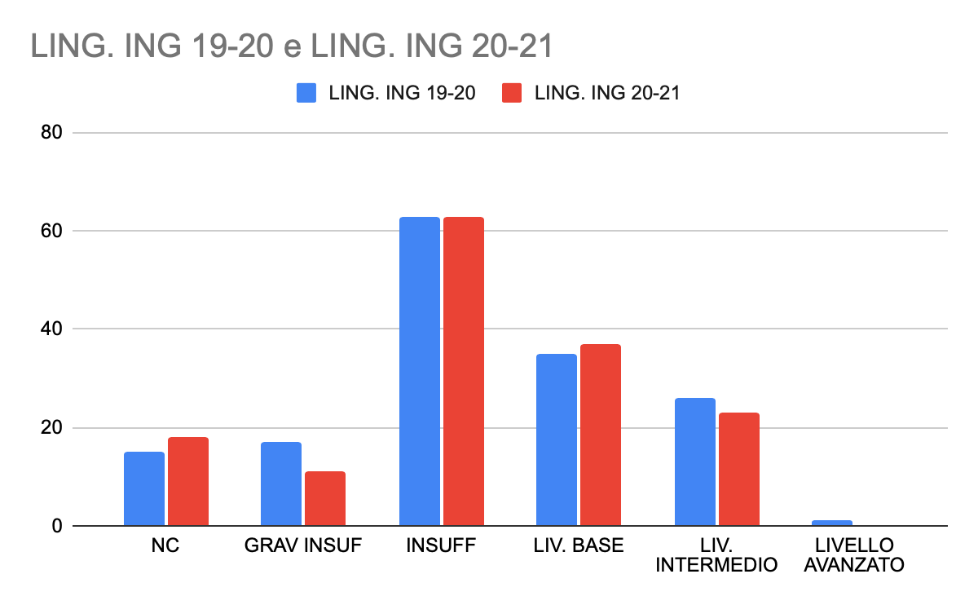 LING. ING 19-20 e LING. ING 20-21
LING. ING 19-20 LING. ING 20-21
80
60
40
20
0
NC GRAV INSUF INSUFF LIV. BASE LIV. LIVELLO
INTERMEDIO AVANZATO